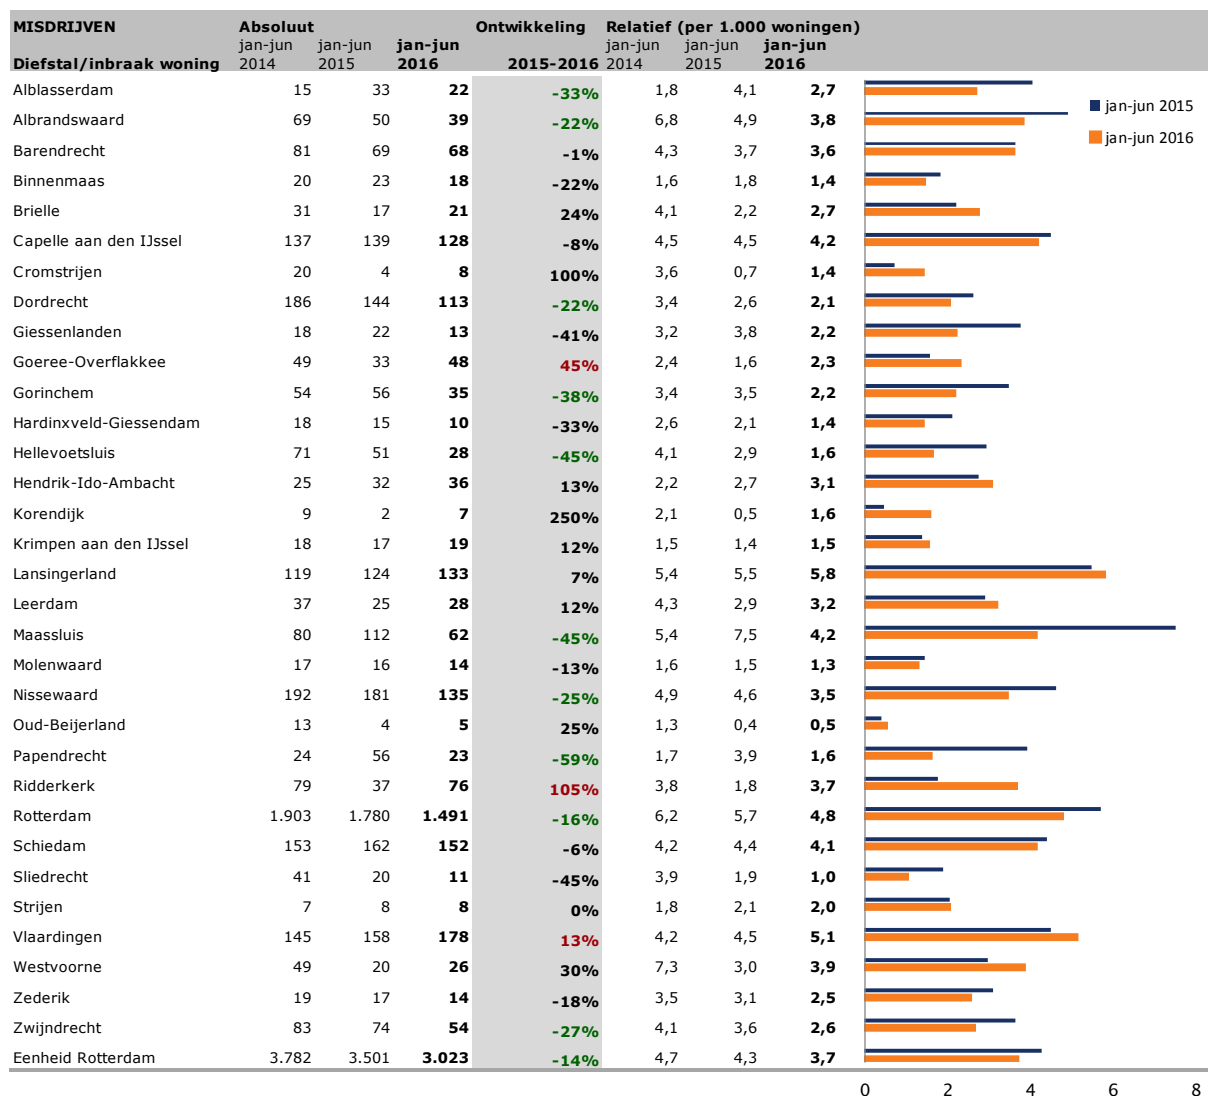 MISDRIJVEN Absoluut Ontwikkeling Relatief (per 1.000 woningen)
jan-jun jan-jun jan-jun jan-jun jan-jun jan-jun
Diefstal/inbraak woning 2014 2015 2016 2015-2016 2014 2015 2016
Alblasserdam 15 33 22 -33% 1,8 4,1 2,7
jan-jun 2015
Albrandswaard 69 50 39 -22% 6,8 4,9 3,8
jan-jun 2016
Barendrecht 81 69 68 -1% 4,3 3,7 3,6
Binnenmaas 20 23 18 -22% 1,6 1,8 1,4
Brielle 31 17 21 24% 4,1 2,2 2,7
Capelle aan den IJssel 137 139 128 -8% 4,5 4,5 4,2
Cromstrijen 20 4 8 100% 3,6 0,7 1,4
Dordrecht 186 144 113 -22% 3,4 2,6 2,1
Giessenlanden 18 22 13 -41% 3,2 3,8 2,2
Goeree-Overflakkee 49 33 48 45% 2,4 1,6 2,3
Gorinchem 54 56 35 -38% 3,4 3,5 2,2
Hardinxveld-Giessendam 18 15 10 -33% 2,6 2,1 1,4
Hellevoetsluis 71 51 28 -45% 4,1 2,9 1,6
Hendrik-Ido-Ambacht 25 32 36 13% 2,2 2,7 3,1
Korendijk 9 2 7 250% 2,1 0,5 1,6
Krimpen aan den IJssel 18 17 19 12% 1,5 1,4 1,5
Lansingerland 119 124 133 7% 5,4 5,5 5,8
Leerdam 37 25 28 12% 4,3 2,9 3,2
Maassluis 80 112 62 -45% 5,4 7,5 4,2
Molenwaard 17 16 14 -13% 1,6 1,5 1,3
Nissewaard 192 181 135 -25% 4,9 4,6 3,5
Oud-Beijerland 13 4 5 25% 1,3 0,4 0,5
Papendrecht 24 56 23 -59% 1,7 3,9 1,6
Ridderkerk 79 37 76 105% 3,8 1,8 3,7
Rotterdam 1.903 1.780 1.491 -16% 6,2 5,7 4,8
Schiedam 153 162 152 -6% 4,2 4,4 4,1
Sliedrecht 41 20 11 -45% 3,9 1,9 1,0
Strijen 7 8 8 0% 1,8 2,1 2,0
Vlaardingen 145 158 178 13% 4,2 4,5 5,1
Westvoorne 49 20 26 30% 7,3 3,0 3,9
Zederik 19 17 14 -18% 3,5 3,1 2,5
Zwijndrecht 83 74 54 -27% 4,1 3,6 2,6
Eenheid Rotterdam 3.782 3.501 3.023 -14% 4,7 4,3 3,7
0 2 4 6 8